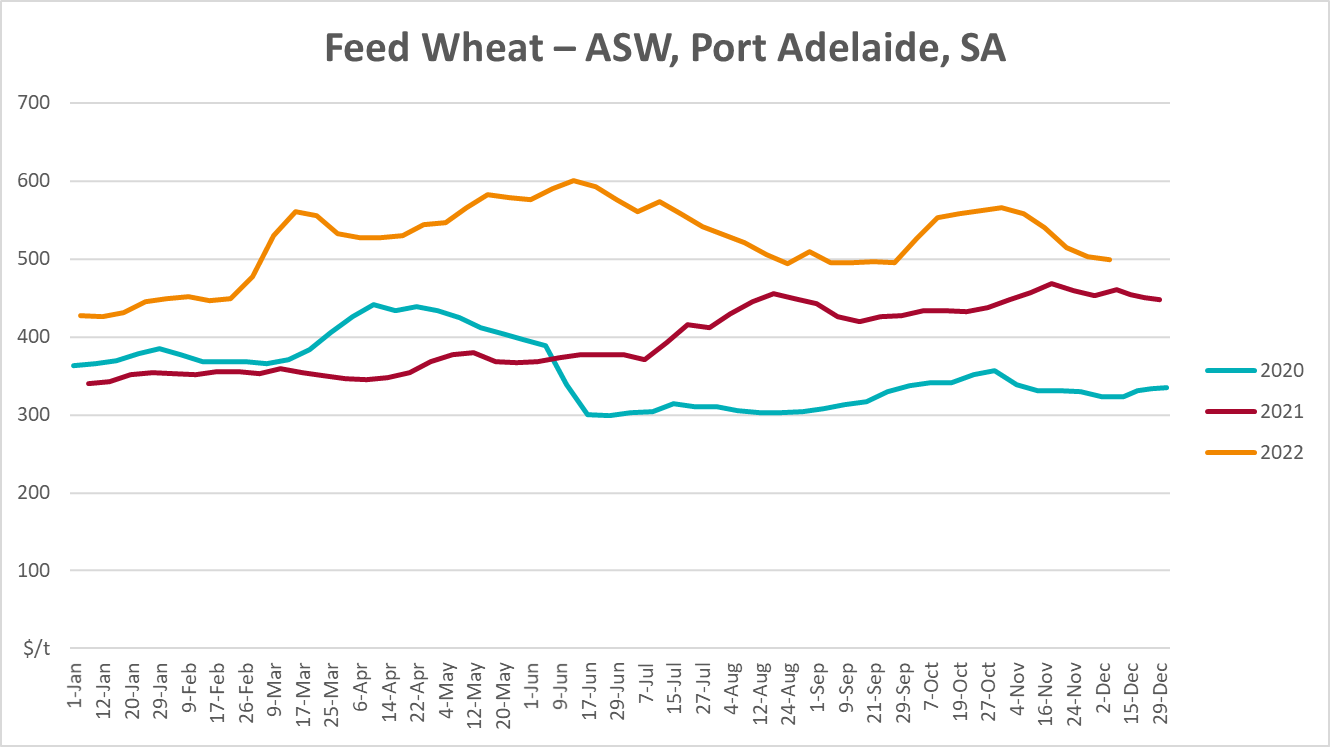 Feed Wheat – ASW, Port Adelaide, SA
700
600
500
400
300
200
100
$/t
1-Jan
12-Jan
20-Jan
29-Jan
9-Feb
17-Feb
26-Feb
9-Mar
17-Mar
25-Mar
6-Apr
14-Apr
22-Apr
4-May
12-May
20-May
1-Jun
9-Jun
17-Jun
29-Jun
7-Jul
15-Jul
27-Jul
4-Aug
12-Aug
24-Aug
1-Sep
9-Sep
21-Sep
29-Sep
7-Oct
19-Oct
27-Oct
4-Nov
16-Nov
24-Nov
2-Dec
15-Dec
29-Dec
2020
2021
2022